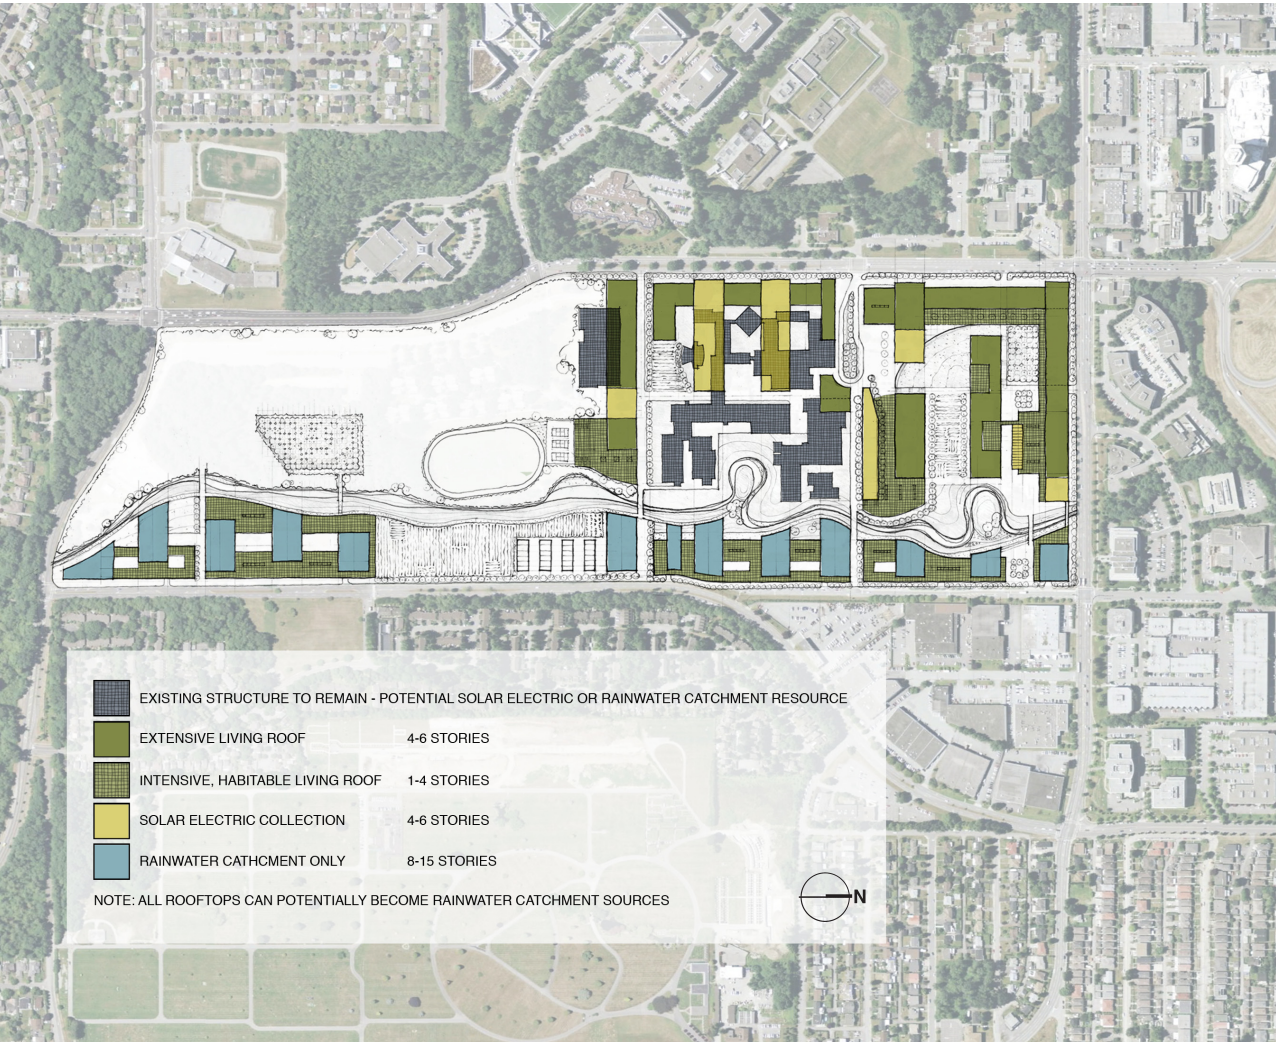 EXISTING STRUCTURE TO REMAIN - POTENTIAL SOLAR ELECTRIC OR RAINWATER CATCHMENT RESOURCE
EXTENSIVE LIVING ROOF 4-6 STORIES
INTENSIVE, HABITABLE LIVING ROOF 1-4 STORIES
SOLAR ELECTRIC COLLECTION 4-6 STORIES
RAINWATER CATHCMENT ONLY 8-15 STORIES
NOTE: ALL ROOFTOPS CAN POTENTIALLY BECOME RAINWATER CATCHMENT SOURCES
N